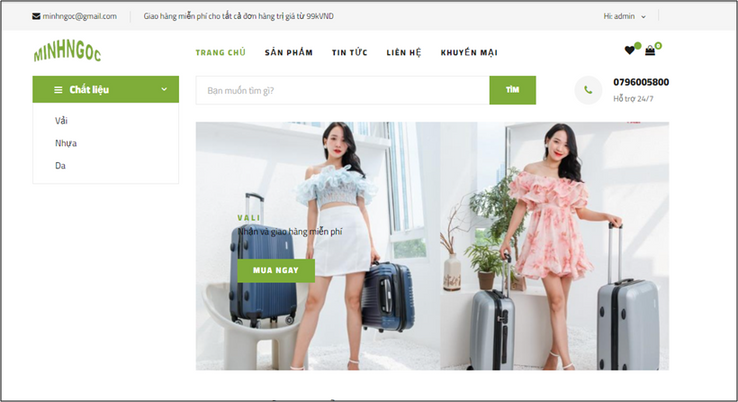 minhngoc@gmail.com
Giao hàng miễn phí cho tất cả đơn hàng trị giá từ 99kVND
Hi: admin
MINHNGOC
TRANG CHỦ
SẢN PHẨM
TIN TỨC
LIÊN HỆ
KHUYẾN MẠI
0
Chất liệu
Bạn muốn tìm gì?
TÌM
0796005800
Hỗ trợ 24/7
Vải
Nhựa
Da
VALI
Nhận và giao hàng miễn phí
MUA NGAY